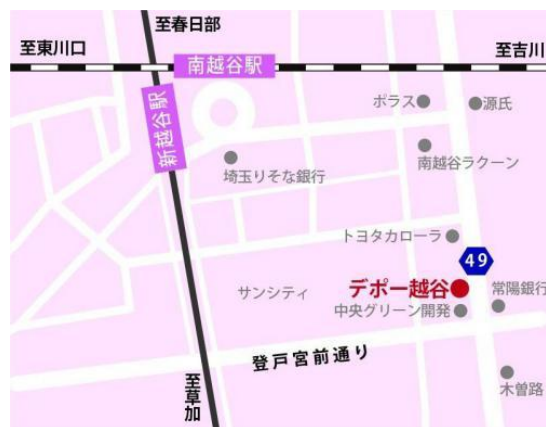 至春日部
至東川口
南越谷駅
至吉川
新越谷駅
ポラス
源氏
南越谷ラクーン
埼玉りそな銀行
トヨタカローラ
49
デポー越谷
サンシティ
常陽銀行
中央グリーン開発
登戸宮前通り
至草加
木曽路